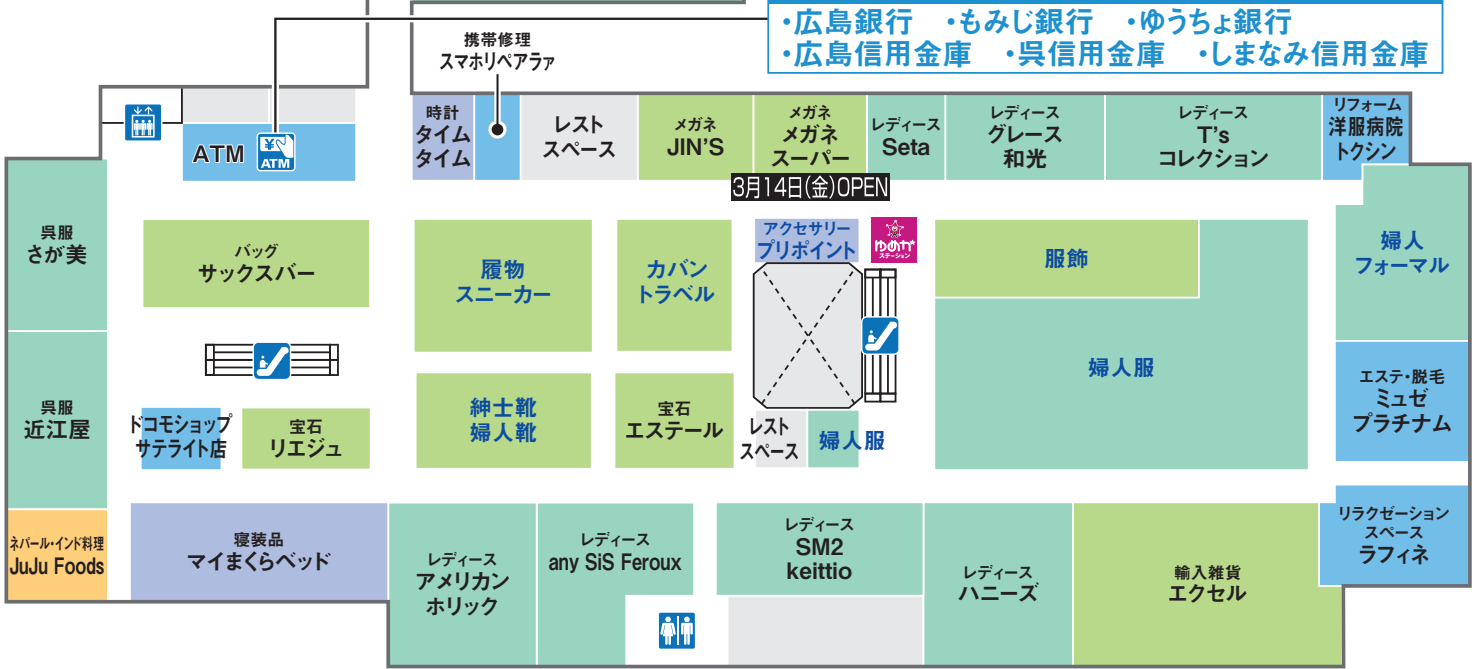 ・広島銀行 ・もみじ銀行 ・ゆうちょ銀行
・広島信用金庫 ・呉信用金庫 ・しまなみ信用金庫
携帯修理
スマホリペアラァ
ATM
¥
ATM
時計
タイム
タイム
レスト
スペース
メガネ
JIN'S
メガネ
メガネ
スーパー
3月14日(金)OPEN
レディース
Seta
レディース
グレース
和光
レディース
T's
コレクション
リフォーム
洋服病院
トクシン
呉服
さが美
バッグ
サックスバー
履物
スニーカー
カバン
トラベル
アクセサリー
プリポイント
ゆめか
ステーション
服飾
婦人服
婦人
フォーマル
呉服
近江屋
ドコモショップ
サテライト店
宝石
リエジュ
紳士靴
婦人靴
宝石
エステール
レスト
スペース
婦人服
エステ・脱毛
ミュゼ
プラチナム
ネパール・インド料理
JuJu Foods
寝装品
マイまくらベッド
レディース
アメリカン
ホリック
レディース
any SiS Feroux
レディース
SM2
keittio
レディース
ハニーズ
輸入雑貨
エクセル
リラクゼーション
スペース
ラフィネ